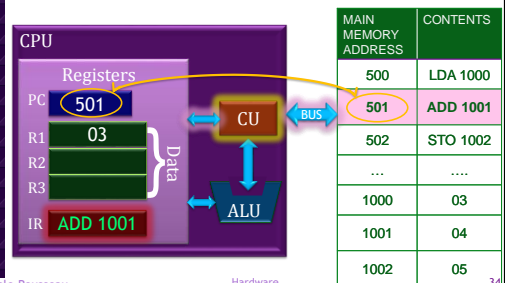 CPU
Registers
PC 501
R1 03
R2
R3
Data
IR ADD 1001
CU
ALU
BUS
MAIN MEMORY ADDRESS CONTENTS
500 LDA 1000
501 ADD 1001
502 STO 1002
... ....
1000 03
1001 04
1002 05
Hardware
34